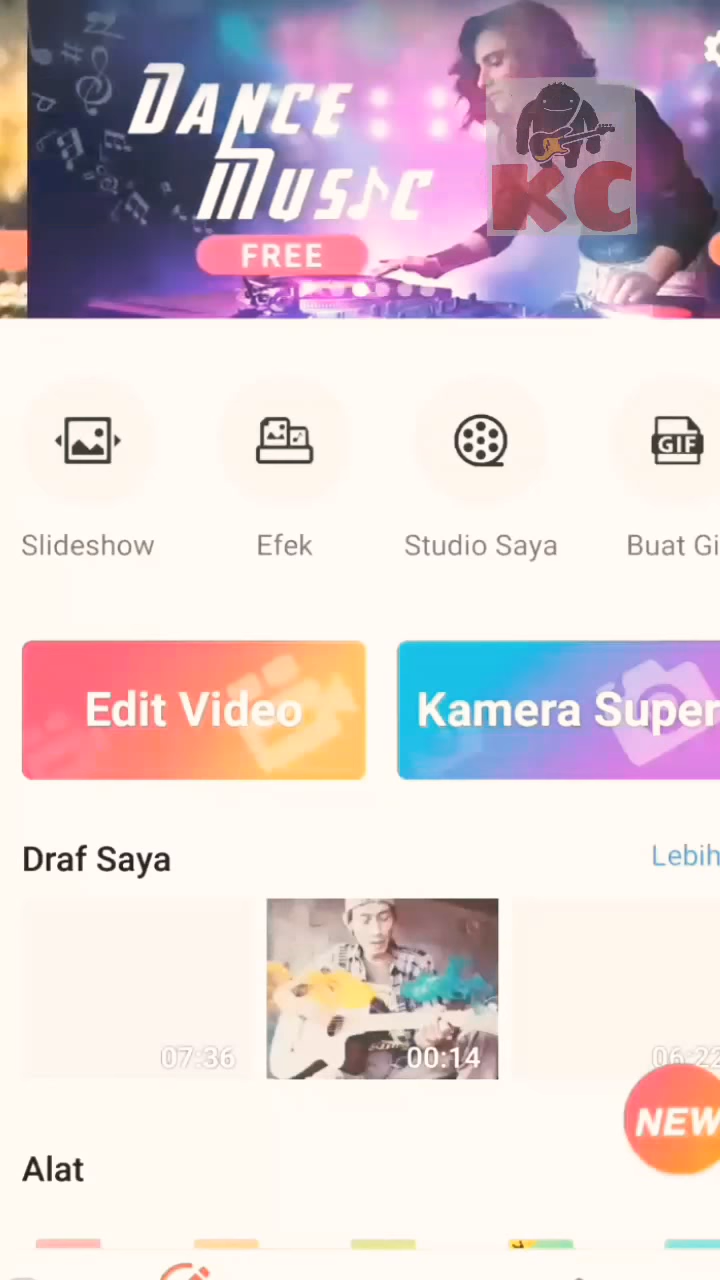 DANCE
MUSIC
FREE
KC
GIF
Slideshow
Efek
Studio Saya
Buat Gi
Edit Video
Kamera Super
Draf Saya
Lebih
07:36
00:14
06:22
NEW
Alat